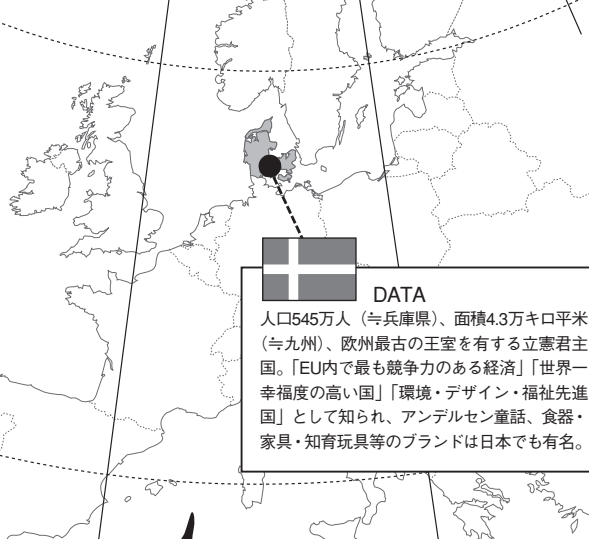 DATA
人口545万人（≒兵庫県）、面積4.3万キロ平米
（≒九州）、欧州最古の王室を有する立憲君主
国。「EU内で最も競争力のある経済」「世界一
幸福度の高い国」「環境・デザイン・福祉先進
国」として知られ、アンデルセン童話、食器・
家具・知育玩具等のブランドは日本でも有名。